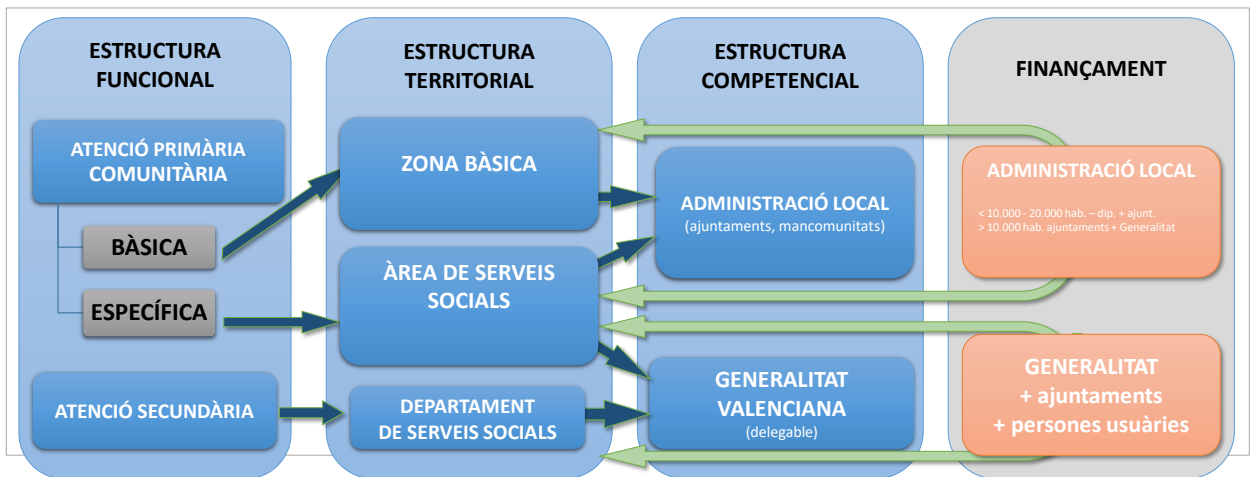 ESTRUCTURA
FUNCIONAL
ATENCIÓ PRIMÀRIA
COMUNITÀRIA
BÀSICA
ESPECÍFICA
ATENCIÓ SECUNDÀRIA
ESTRUCTURA
TERRITORIAL
ZONA BÀSICA
ÀREA DE SERVEIS
SOCIALS
DEPARTAMENT
DE SERVEIS SOCIALS
ESTRUCTURA
COMPETENCIAL
ADMINISTRACIÓ LOCAL
(ajuntaments, mancomunitats)
GENERALITAT
VALENCIANA
(delegable)
FINANÇAMENT
ADMINISTRACIÓ LOCAL
< 10.000 - 20.000 hab. – dip. + ajunt.
> 10.000 hab. ajuntaments + Generalitat
GENERALITAT
+ ajuntaments
+ persones usuàries